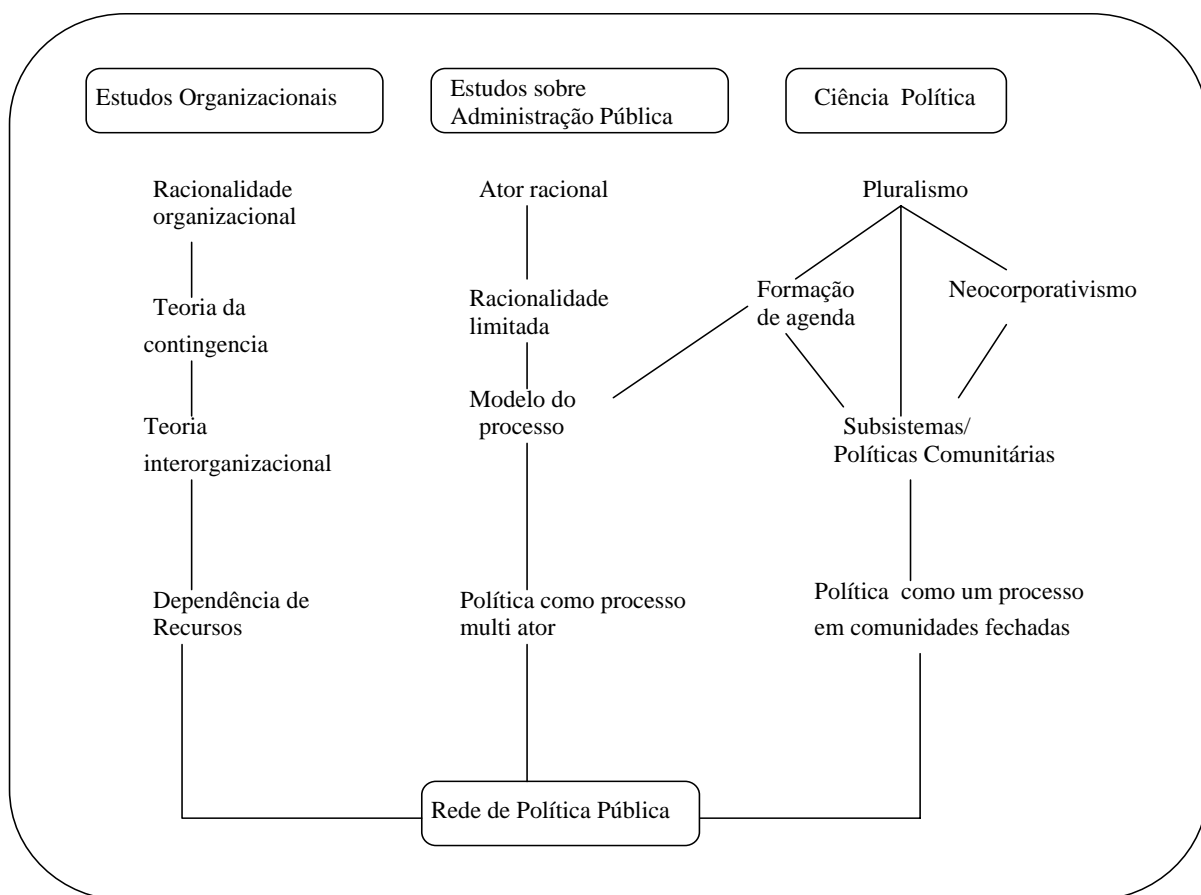 Estudos Organizacionais
Estudos sobre
Administração Pública
Ciência Política
Racionalidade
organizacional
Teoria da
contingencia
Teoria
interorganizacional
Dependência de
Recursos
Ator racional
Racionalidade
limitada
Modelo do
processo
Política como processo
multi ator
Pluralismo
Formação
de agenda
Neocorporativismo
Subsistemas/
Políticas Comunitárias
Política como um processo
em comunidades fechadas
Rede de Política Pública